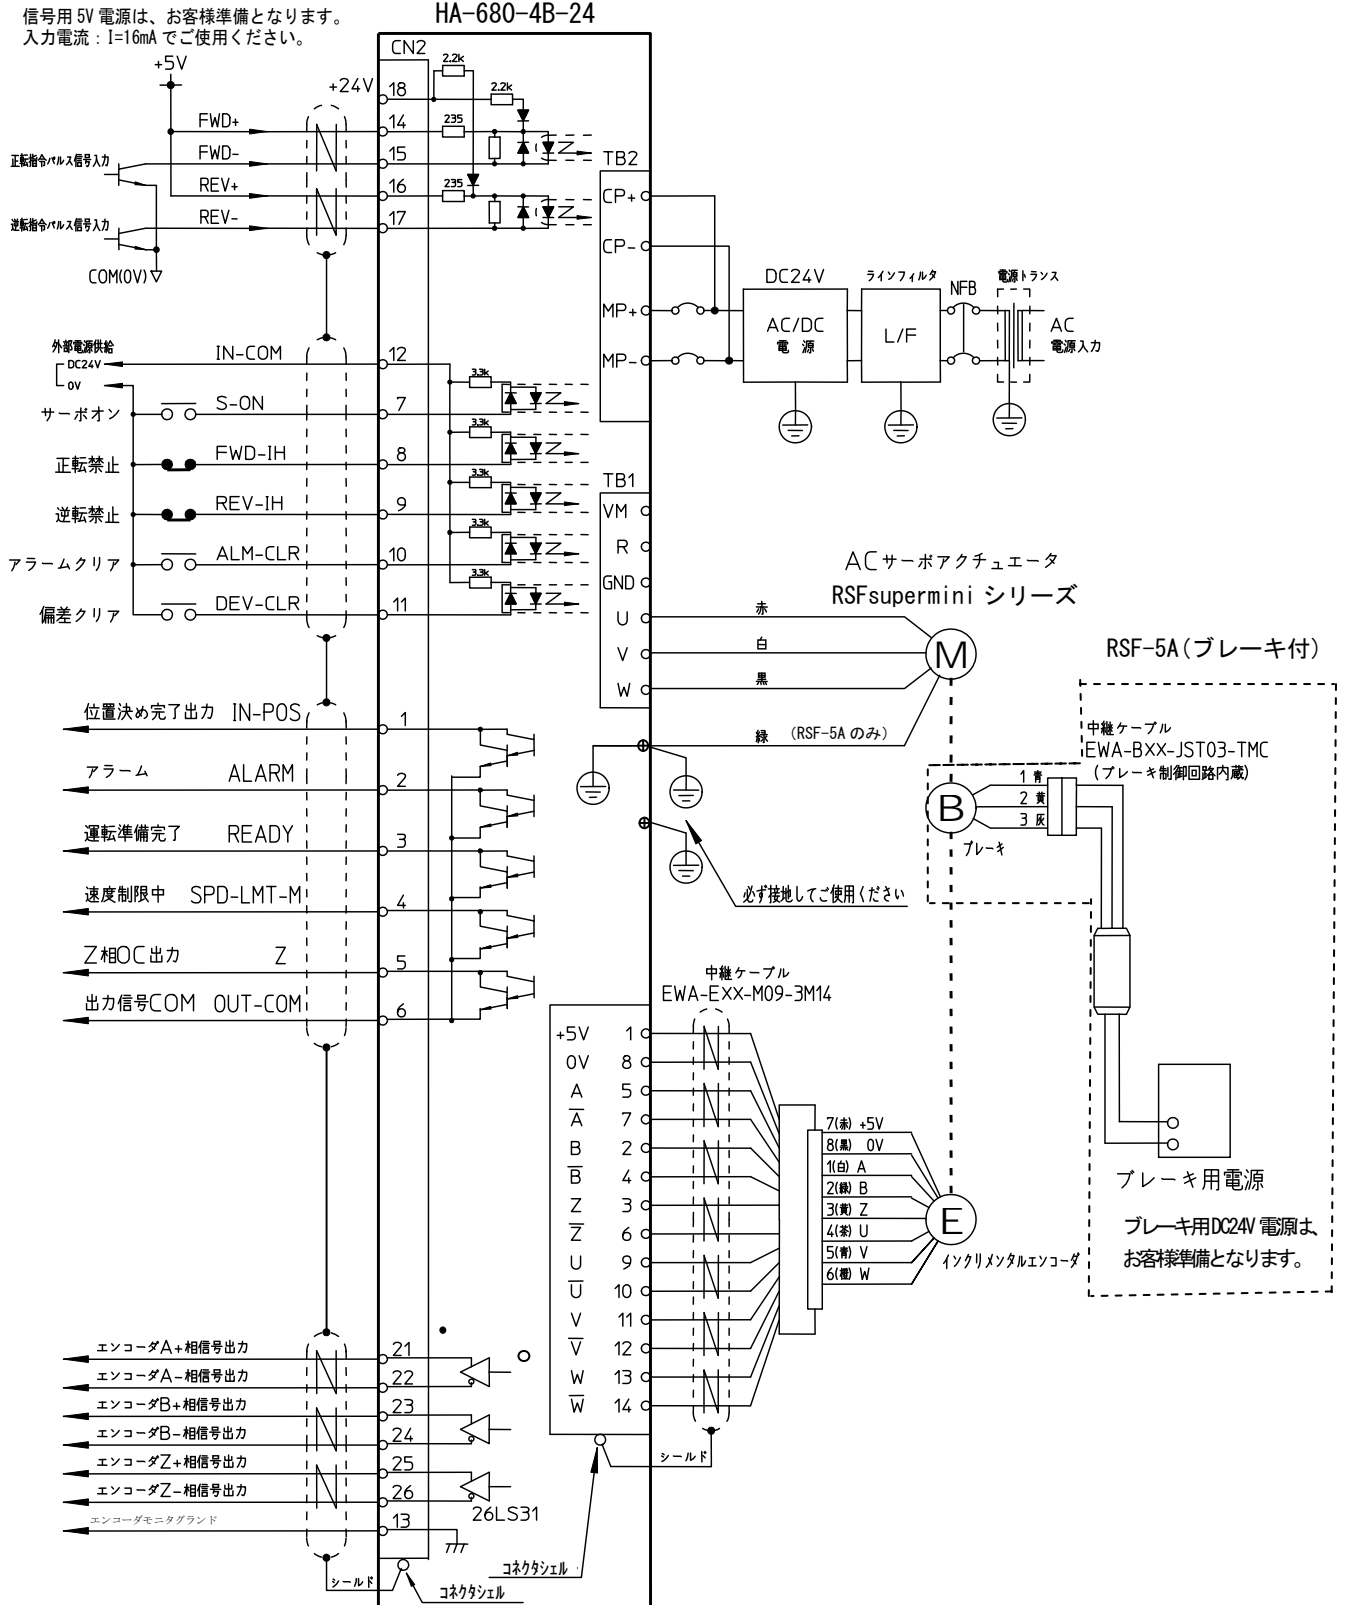 信号用 5V 電源は、お客様準備となります。
入力電流：I=16mA でご使用ください。
HA-680-4B-24
+5V
CN2
+24V
18
2.2k
2.2k
FWD+
14
235
正転指令パルス信号入力
FWD-
15
REV+
16
235
逆転指令パルス信号入力
REV-
17
COM(0V)
TB2
CP+
CP-
MP+
MP-
DC24V
AC/DC
電 源
ラインフィルタ
L/F
NFB
電源トランス
AC
電源入力
外部電源供給
DC24V
0V
IN-COM
12
サーボオン
S-ON
7
3.3k
正転禁止
FWD-IH
8
3.3k
逆転禁止
REV-IH
9
3.3k
アラームクリア
ALM-CLR
10
3.3k
偏差クリア
DEV-CLR
11
3.3k
TB1
VM
R
GND
U
V
W
赤
白
黒
緑 (RSF-5A のみ)
ACサーボアクチュエータ
RSFsupermini シリーズ
M
RSF-5A(ブレーキ付)
中継ケーブル
EWA-BXX-JST03-TMC
(ブレーキ制御回路内蔵)
1 青
2 黄
3 灰
B
ブレーキ
必ず接地してご使用ください
ブレーキ用電源
ブレーキ用DC24V 電源は、
お客様準備となります。
位置決め完了出力 IN-POS
1
アラーム ALARM
2
運転準備完了 READY
3
速度制限中 SPD-LMT-M
4
Z相OC出力 Z
5
出力信号COM OUT-COM
6
中継ケーブル
EWA-EXX-M09-3M14
+5V 1
0V 8
A 5
A̅ 7
B 2
B̅ 4
Z 3
Z̅ 6
U 9
U̅ 10
V 11
V̅ 12
W 13
W̅ 14
7(赤) +5V
8(黒) 0V
1(白) A
2(緑) B
3(黄) Z
4(茶) U
5(青) V
6(橙) W
E
インクリメンタルエンコーダ
シールド
コネクタシェル
エンコーダA+相信号出力
21
エンコーダA-相信号出力
22
エンコーダB+相信号出力
23
エンコーダB-相信号出力
24
エンコーダZ+相信号出力
25
エンコーダZ-相信号出力
26
26LS31
エンコーダモニタグランド
13
シールド
コネクタシェル